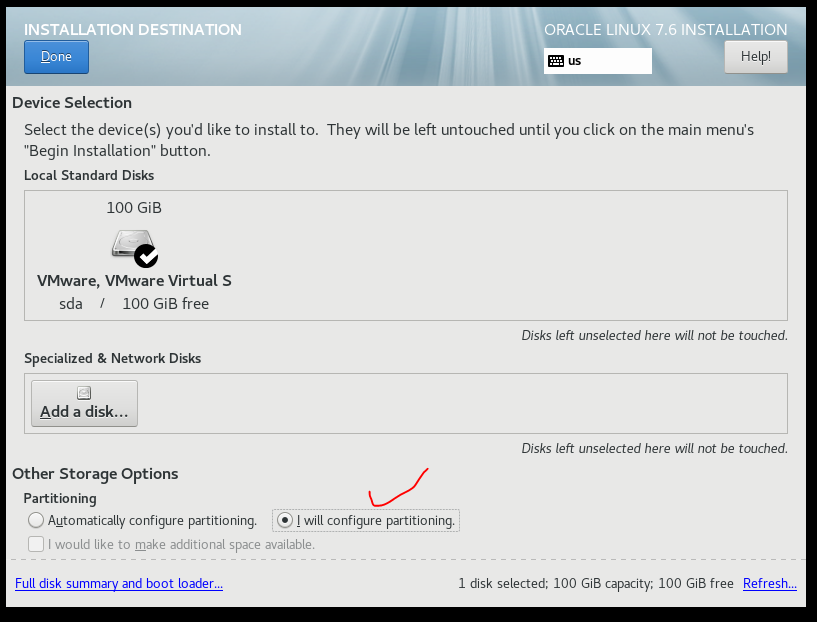 INSTALLATION DESTINATION
ORACLE LINUX 7.6 INSTALLATION
Done
us
Help!
Device Selection
Select the device(s) you'd like to install to.  They will be left untouched until you click on the main menu's
"Begin Installation" button.
Local Standard Disks
100 GiB
VMware, VMware Virtual S
sda / 100 GiB free
Disks left unselected here will not be touched.
Specialized & Network Disks
Add a disk...
Disks left unselected here will not be touched.
Other Storage Options
Partitioning
Automatically configure partitioning. I will configure partitioning.
I would like to make additional space available.
Full disk summary and boot loader... 1 disk selected; 100 GiB capacity; 100 GiB free Refresh...